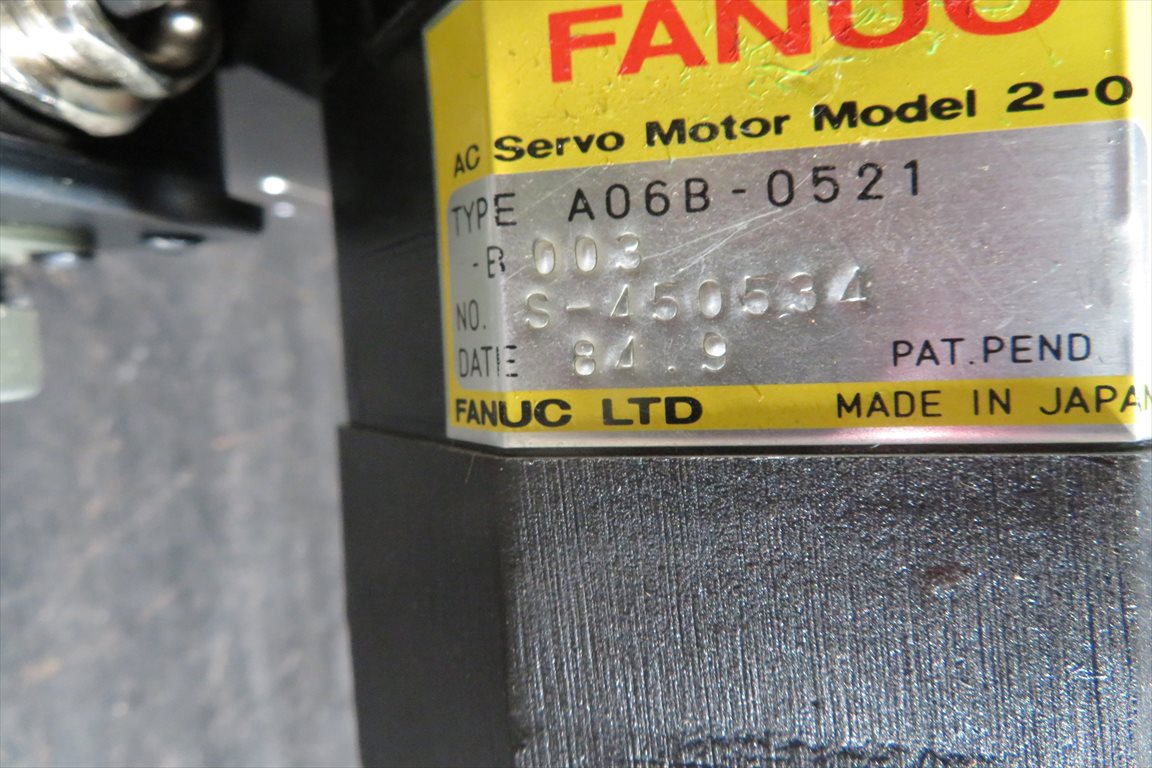 FANUC
AC Servo Motor Model 2-0
TYPE A06B-0521
-B 003
NO. S-450534
DATE 84.9
PAT.PEND.
FANUC LTD MADE IN JAPAN